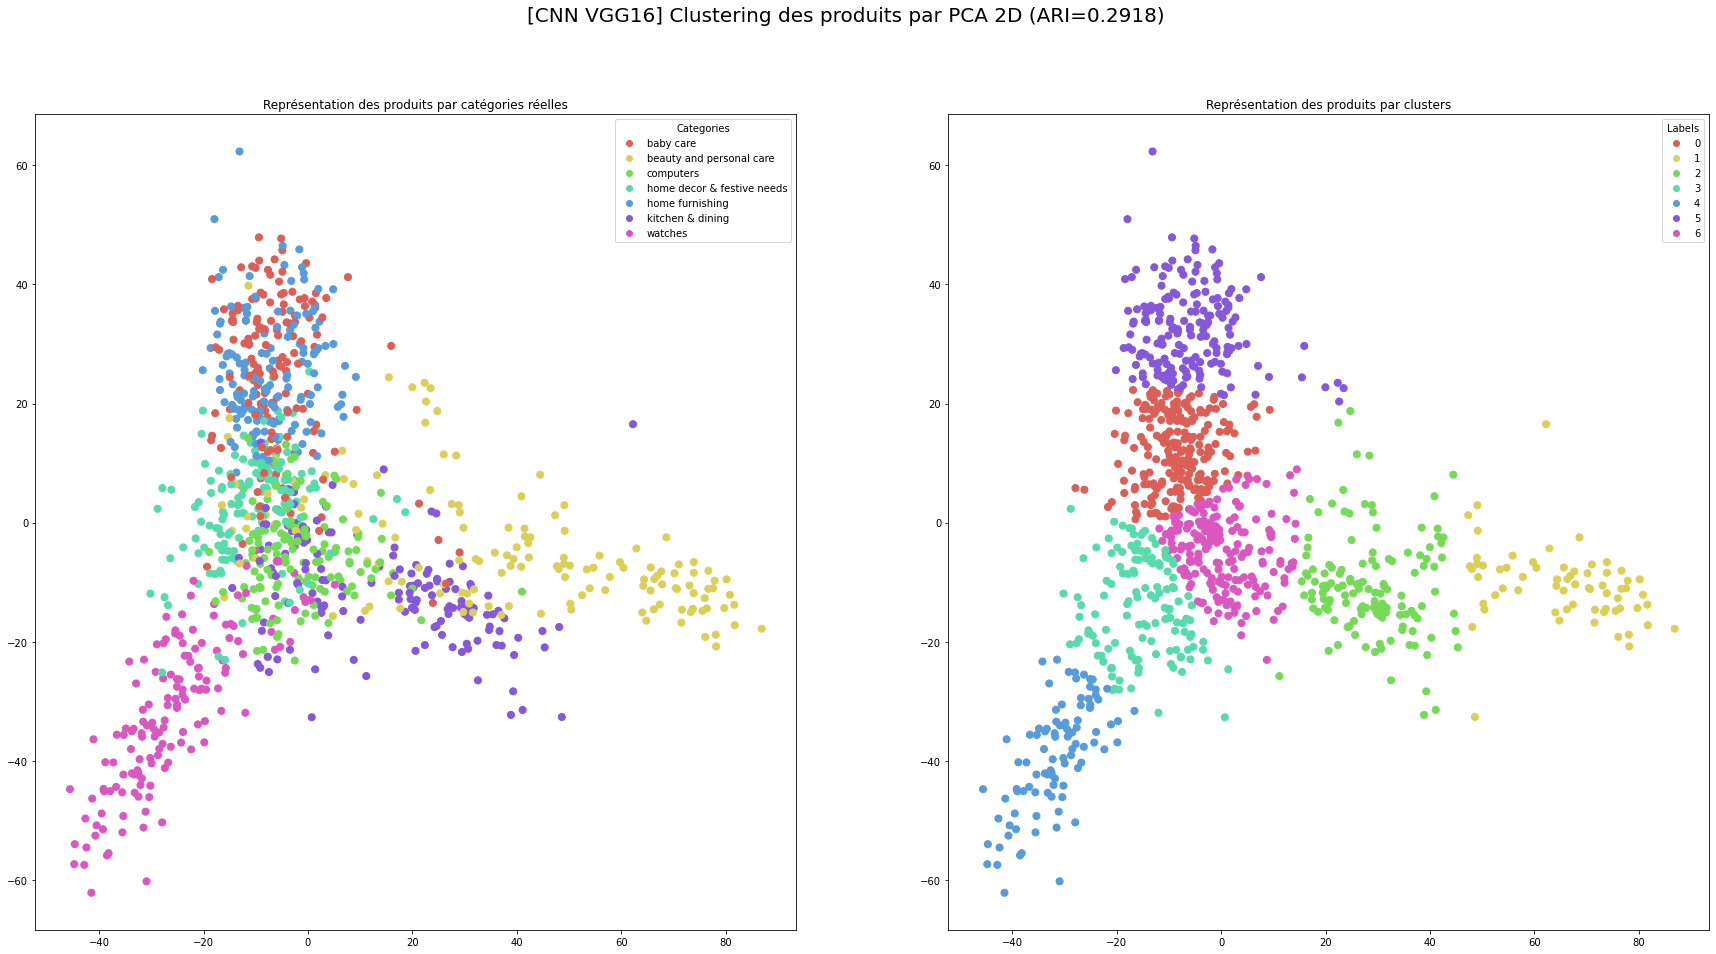 [CNN VGG16] Clustering des produits par PCA 2D (ARI=0.2918)
Représentation des produits par catégories réelles
Categories
baby care
beauty and personal care
computers
home decor & festive needs
home furnishing
kitchen & dining
watches
60
40
20
0
−20
−40
−60
−40 −20 0 20 40 60 80
Représentation des produits par clusters
Labels
0
1
2
3
4
5
6
60
40
20
0
−20
−40
−60
−40 −20 0 20 40 60 80